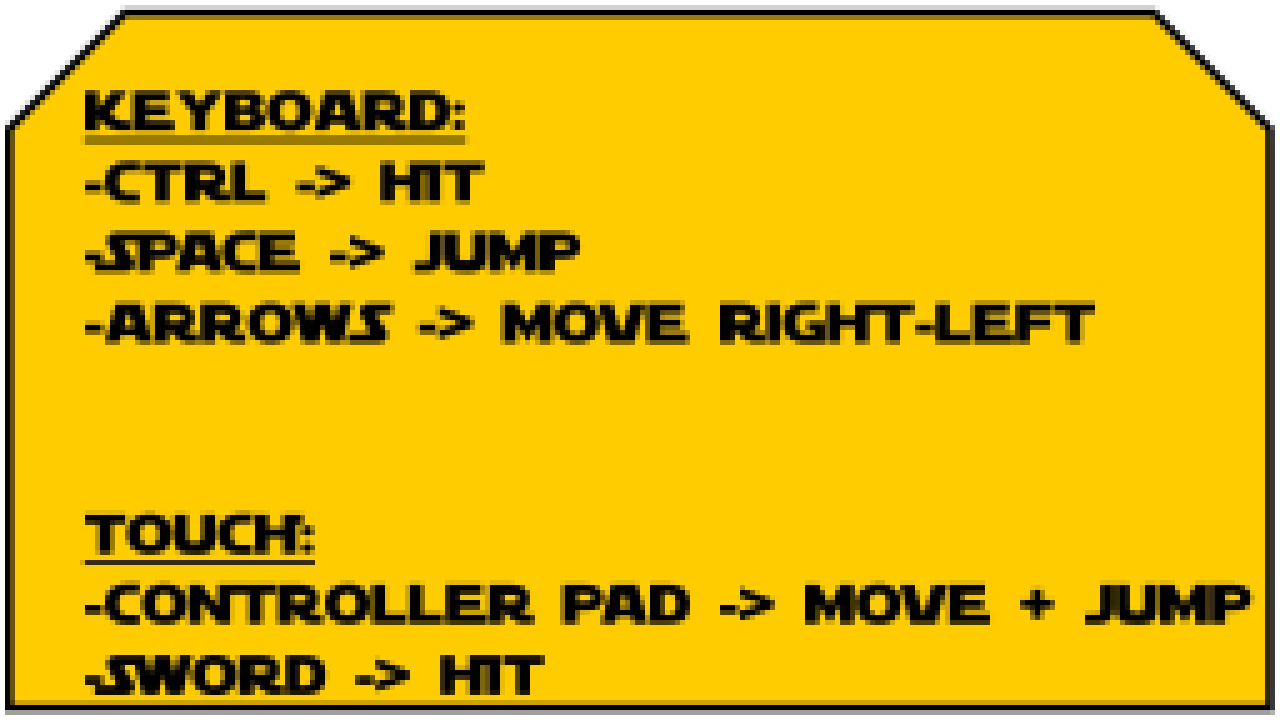 KEYBOARD:
-CTRL -> HIT
-SPACE -> JUMP
-ARROWS -> MOVE RIGHT-LEFT
TOUCH:
-CONTROLLER PAD -> MOVE + JUMP
-SWORD -> HIT